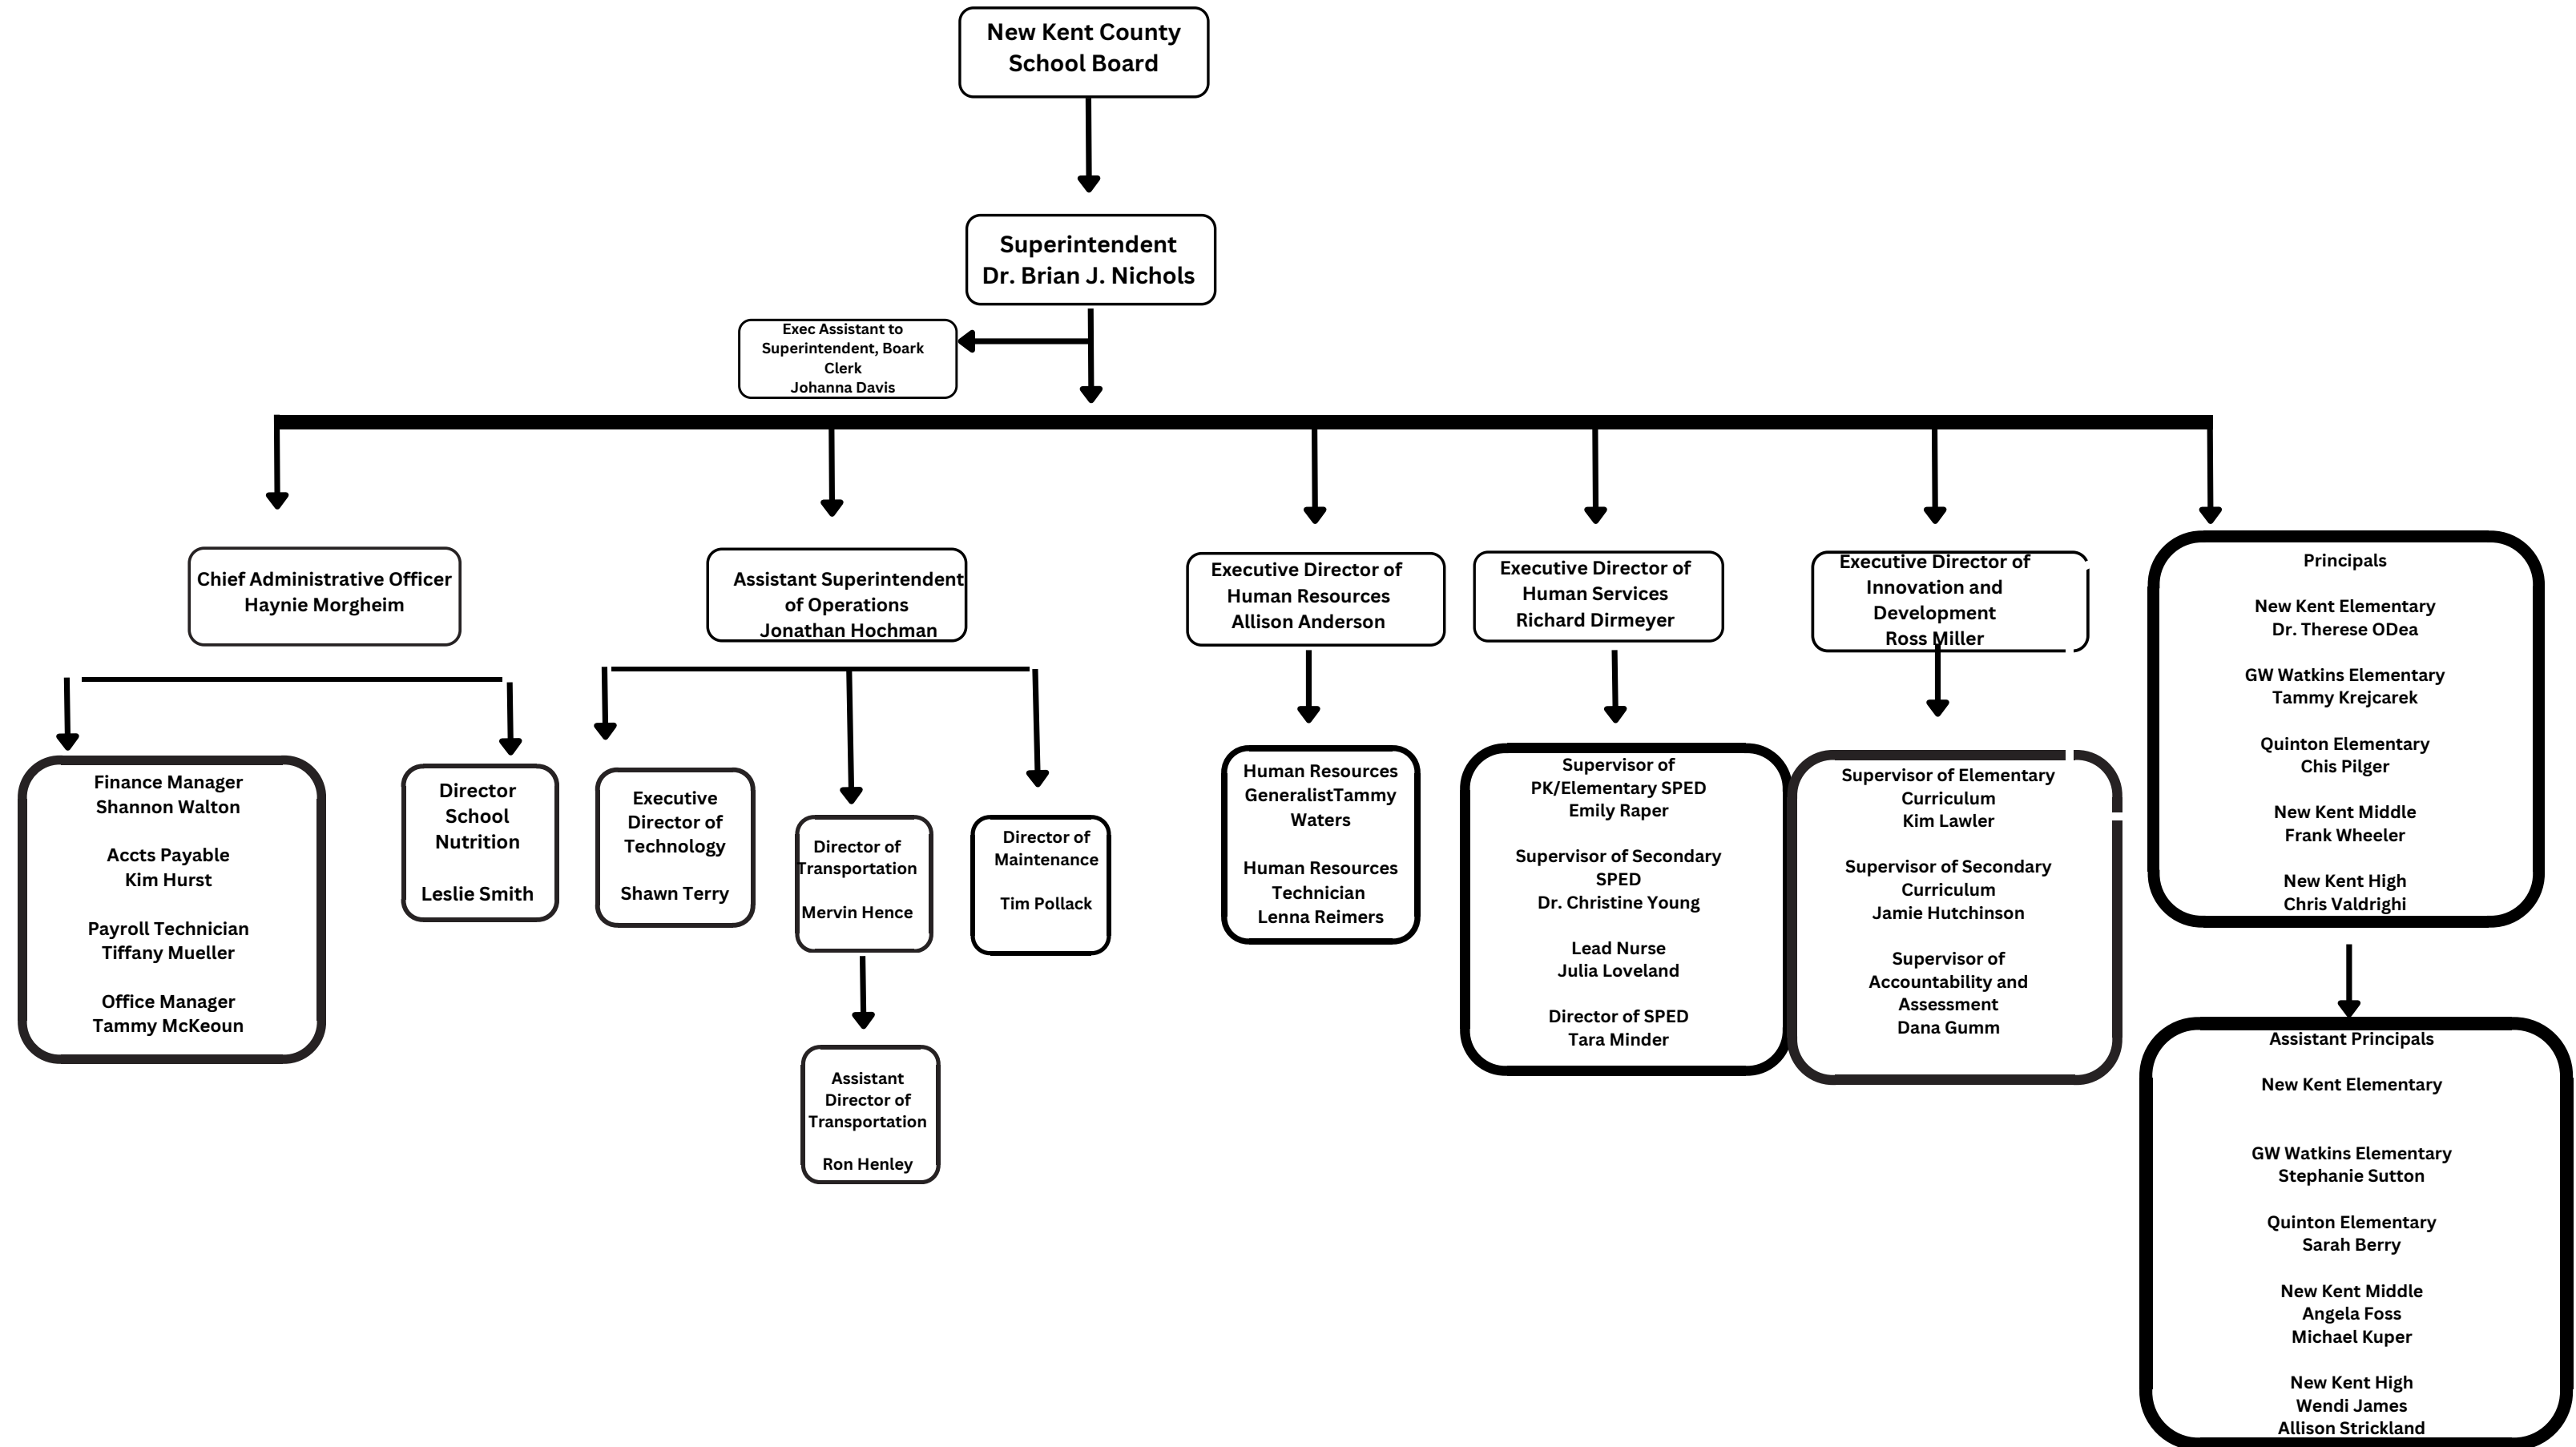 New Kent County
School Board
Superintendent
Dr. Brian J. Nichols
Exec Assistant to
Superintendent, Boark
Clerk
Johanna Davis
Chief Administrative Officer
Haynie Morgheim
Assistant Superintendent
of Operations
Jonathan Hochman
Executive Director of
Human Resources
Allison Anderson
Executive Director of
Human Services
Richard Dirmeyer
Executive Director of
Innovation and
Development
Ross Miller
Principals
New Kent Elementary
Dr. Therese ODea
GW Watkins Elementary
Tammy Krejcarek
Quinton Elementary
Chis Pilger
New Kent Middle
Frank Wheeler
New Kent High
Chris Valdrighi
Finance Manager
Shannon Walton
Accts Payable
Kim Hurst
Payroll Technician
Tiffany Mueller
Office Manager
Tammy McKeoun
Director
School
Nutrition
Leslie Smith
Executive
Director of
Technology
Shawn Terry
Director of
Transportation
Mervin Hence
Director of
Maintenance
Tim Pollack
Human Resources
GeneralistTammy
Waters
Human Resources
Technician
Lenna Reimers
Supervisor of
PK/Elementary SPED
Emily Raper
Supervisor of Secondary
SPED
Dr. Christine Young
Lead Nurse
Julia Loveland
Director of SPED
Tara Minder
Supervisor of Elementary
Curriculum
Kim Lawler
Supervisor of Secondary
Curriculum
Jamie Hutchinson
Supervisor of
Accountability and
Assessment
Dana Gumm
Assistant
Director of
Transportation
Ron Henley
Assistant Principals
New Kent Elementary
GW Watkins Elementary
Stephanie Sutton
Quinton Elementary
Sarah Berry
New Kent Middle
Angela Foss
Michael Kuper
New Kent High
Wendi James
Allison Strickland